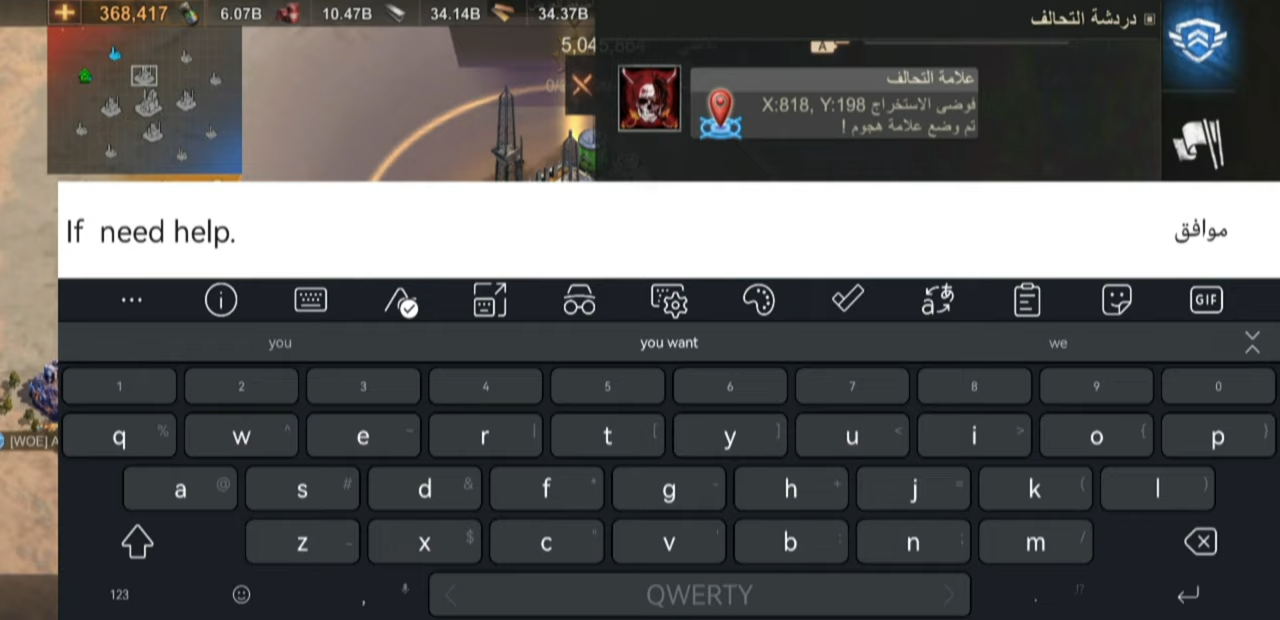 368,417 6.07B 10.47B 34.14B 34.37B
دردشة التحالف
5,04
A
علامة التحالف
فوضى الاستخراج X:818, Y:198
تم وضع علامة هجوم !
If need help.
موافق
GIF
you you want we
1 2 3 4 5 6 7 8 9 0
q % w ^ e ~ r | t [ y ] u < i > o { p }
a @ s # d & f * g - h + j = k ( l )
z _ x $ c " v ' b : n ; m /
123 , QWERTY . !?
[WOE] A